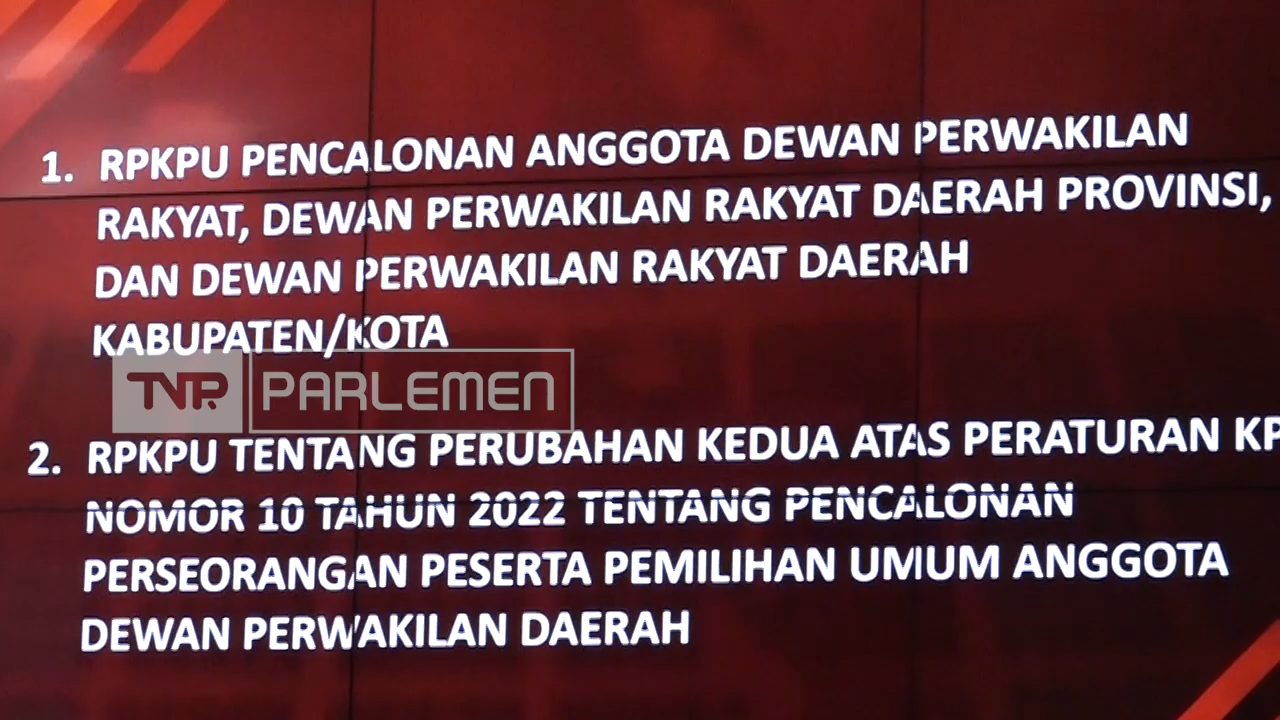 1. RPKPU PENCALONAN ANGGOTA DEWAN PERWAKILAN
RAKYAT, DEWAN PERWAKILAN RAKYAT DAERAH PROVINSI,
DAN DEWAN PERWAKILAN RAKYAT DAERAH
KABUPATEN/KOTA
TVR PARLEMEN
2. RPKPU TENTANG PERUBAHAN KEDUA ATAS PERATURAN
NOMOR 10 TAHUN 2022 TENTANG PENCALONAN
PERSEORANGAN PESERTA PEMILIHAN UMUM ANGGOTA
DEWAN PERWAKILAN DAERAH